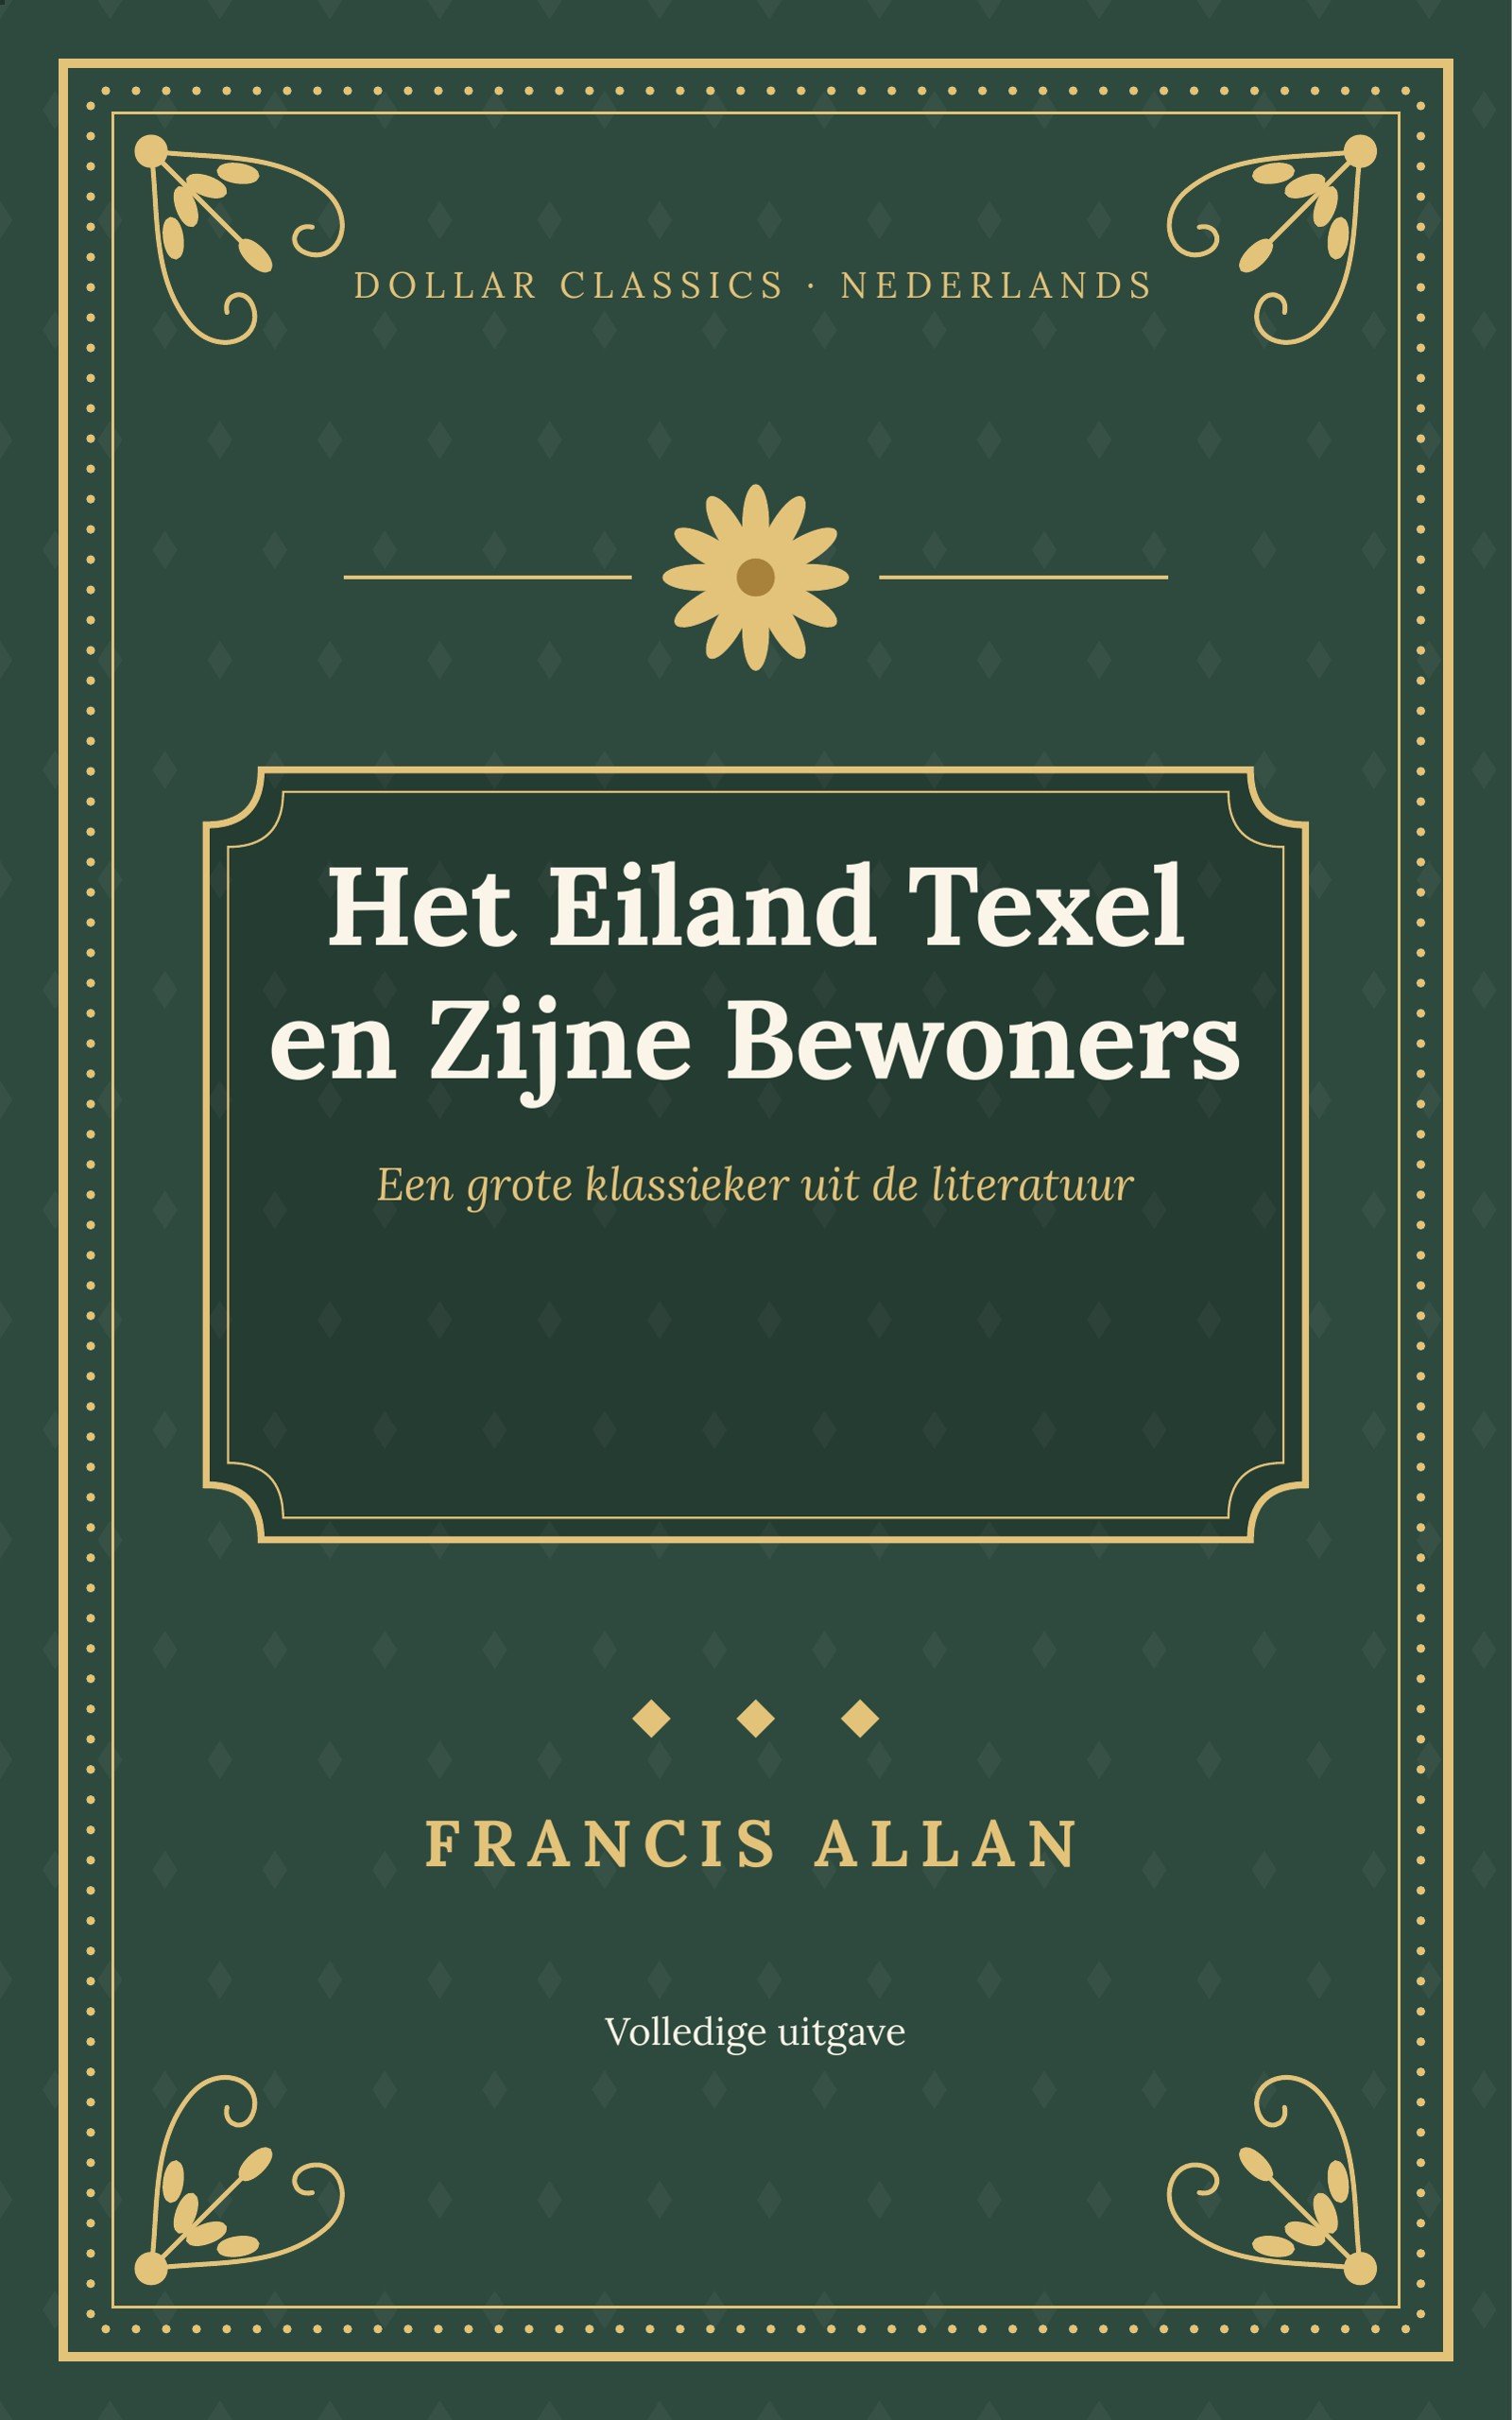 DOLLAR CLASSICS · NEDERLANDS
Het Eiland Texel
en Zijne Bewoners
Een grote klassieker uit de literatuur
FRANCIS ALLAN
Volledige uitgave